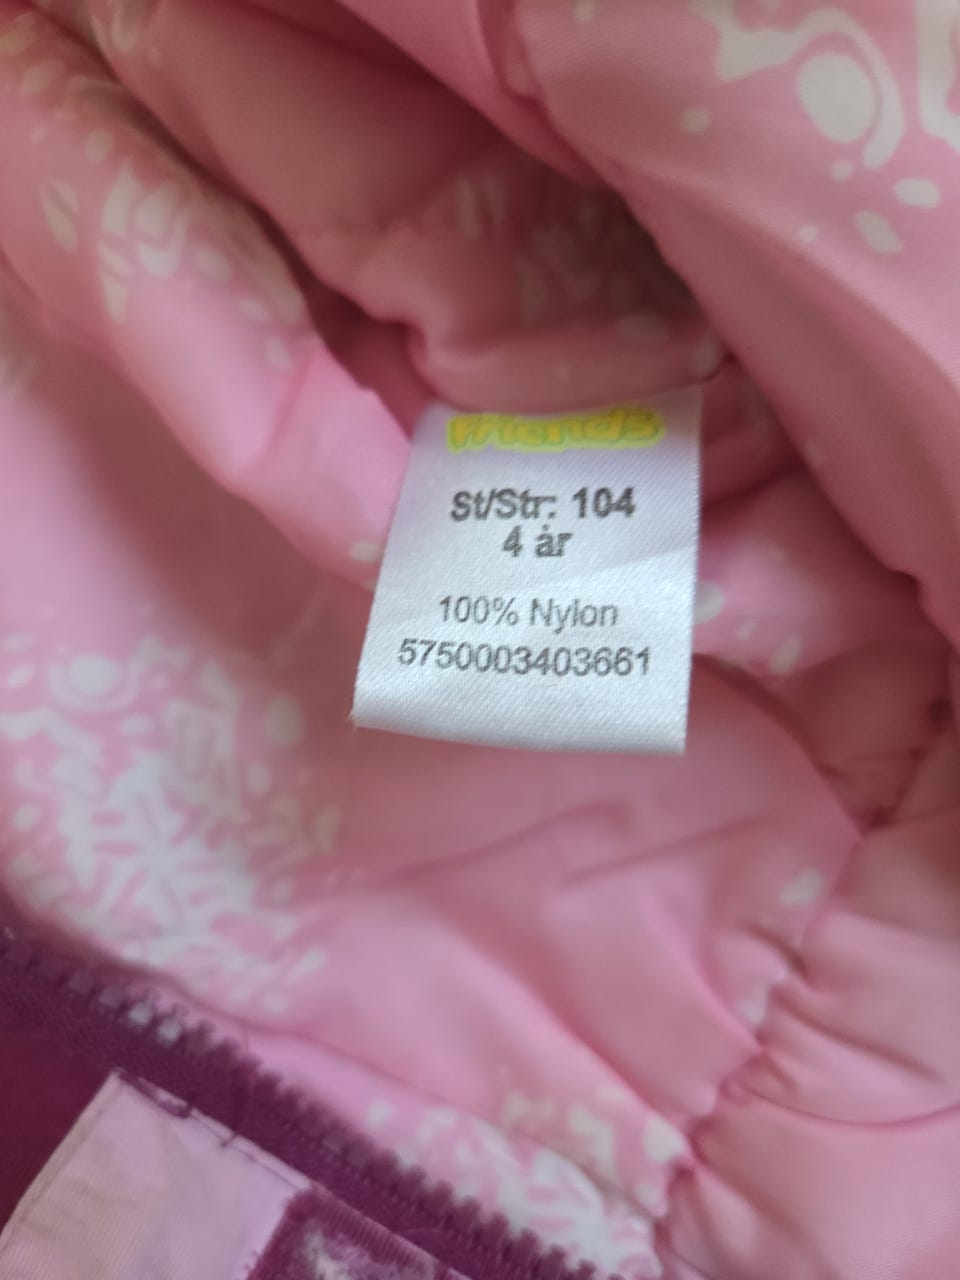 Friends
St/Str: 104
4 år
100% Nylon
5750003403661